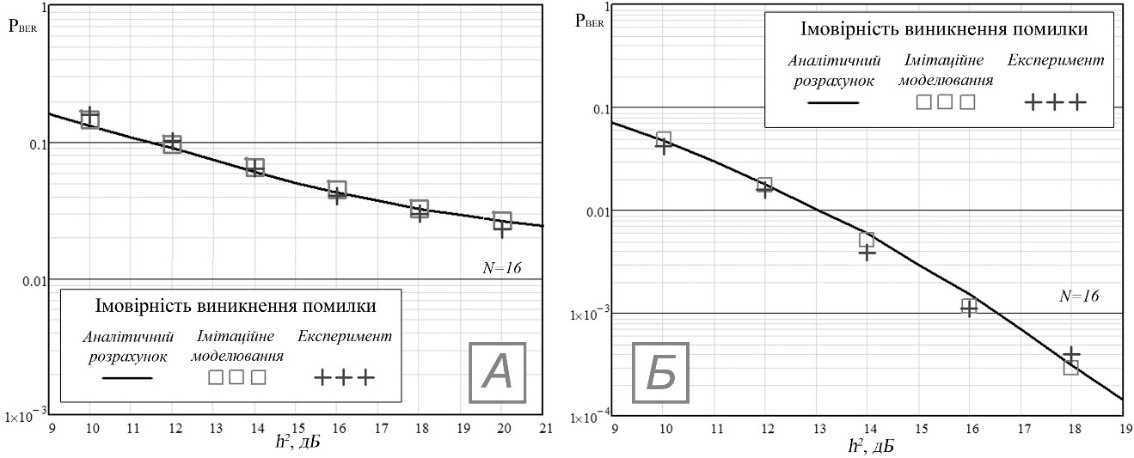 P_BER
1
0.1
0.01
1×10⁻³
N=16
Імовірність виникнення помилки
Аналітичний Імітаційне Експеримент
розрахунок моделювання
А
9 10 11 12 13 14 15 16 17 18 19 20 21
h², дБ
P_BER
1
0.1
0.01
1×10⁻³
1×10⁻⁴
Імовірність виникнення помилки
Аналітичний Імітаційне Експеримент
розрахунок моделювання
N=16
Б
9 10 11 12 13 14 15 16 17 18 19
h², дБ